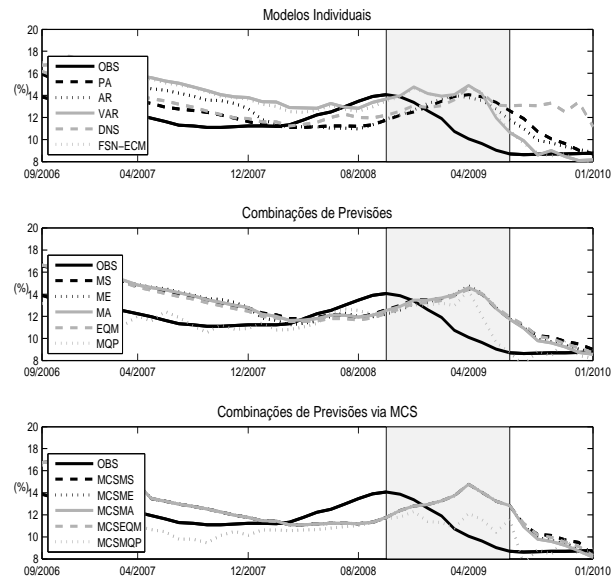 Modelos Individuais
20
18
16
(%)
14
12
10
8
OBS
PA
AR
VAR
DNS
FSN−ECM
09/2006 04/2007 12/2007 08/2008 04/2009 01/2010
Combinações de Previsões
20
18
16
(%)
14
12
10
8
OBS
MS
ME
MA
EQM
MQP
09/2006 04/2007 12/2007 08/2008 04/2009 01/2010
Combinações de Previsões via MCS
20
18
16
(%)
14
12
10
8
OBS
MCSMS
MCSME
MCSMA
MCSEQM
MCSMQP
09/2006 04/2007 12/2007 08/2008 04/2009 01/2010